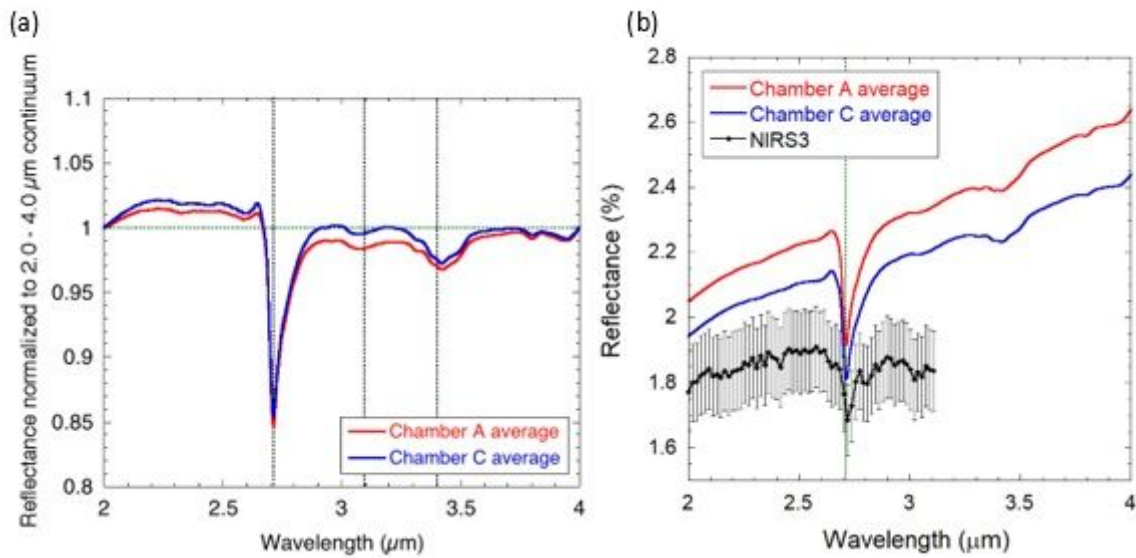 (a)
Reflectance normalized to 2.0 - 4.0 µm continuum
1.1
1.05
1
0.95
0.9
0.85
0.8
Chamber A average
Chamber C average
2
2.5
3
3.5
4
Wavelength (µm)
(b)
Reflectance (%)
2.8
2.6
2.4
2.2
2
1.8
1.6
Chamber A average
Chamber C average
NIRS3
2
2.5
3
3.5
4
Wavelength (µm)